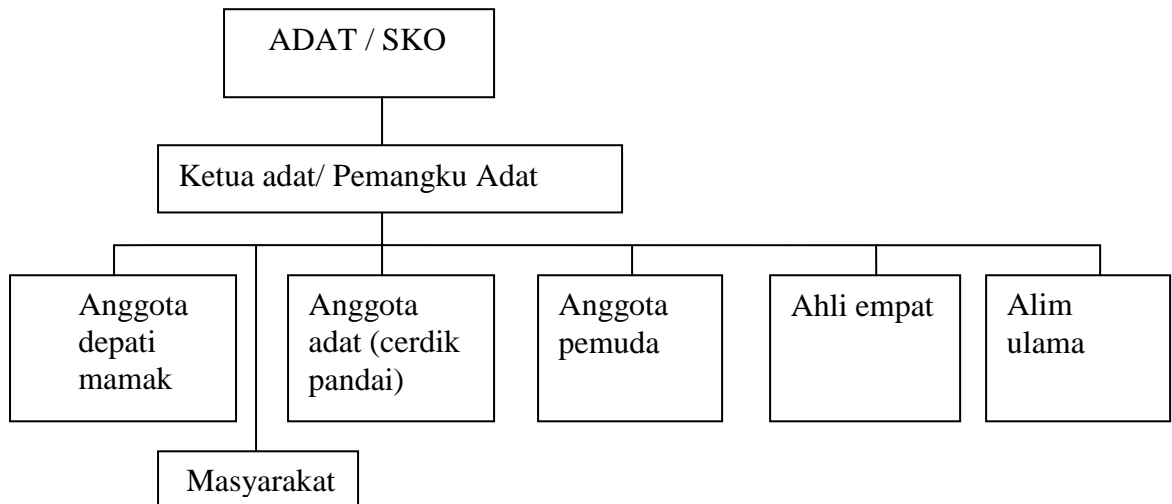 ADAT / SKO
Ketua adat/ Pemangku Adat
Anggota
depati
mamak
Anggota
adat (cerdik
pandai)
Anggota
pemuda
Ahli empat
Alim
ulama
Masyarakat